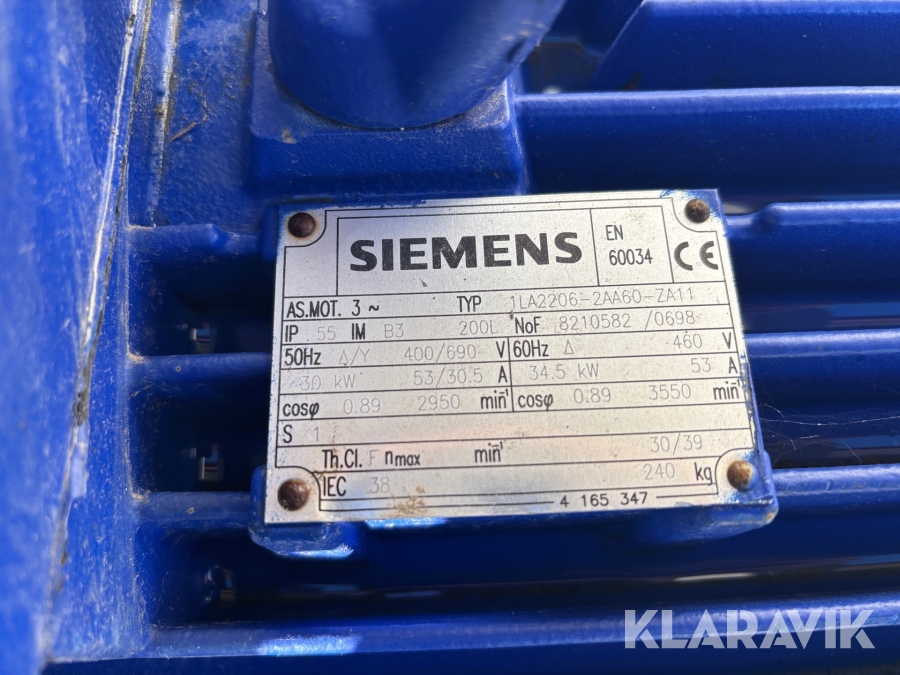 SIEMENS
EN
60034
CE
AS.MOT. 3~ TYP 1LA2206-2AA60-ZA11
IP 55 IM B3 200L NoF 8210582 /0698
50Hz Δ/Y 400/690 V 60Hz Δ 460 V
30 kW 53/30.5 A 34.5 kW 53 A
cosφ 0.89 2950 min⁻¹ cosφ 0.89 3550 min⁻¹
S 1
Th.Cl. F nmax min⁻¹ 30/39
IEC 38 240 kg
4 165 347
KLARAVIK